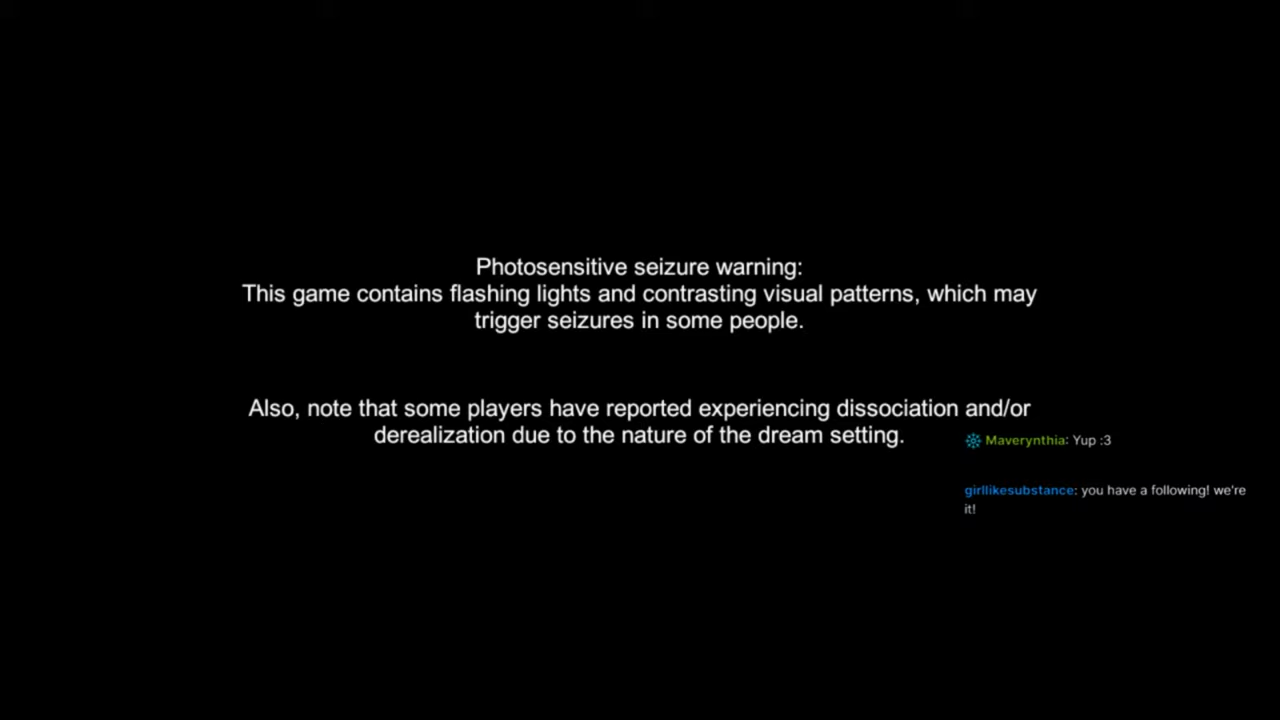 Photosensitive seizure warning:
This game contains flashing lights and contrasting visual patterns, which may
trigger seizures in some people.
Also, note that some players have reported experiencing dissociation and/or
derealization due to the nature of the dream setting.
Maverynthia: Yup :3
girllikesubstance: you have a following! we're
it!